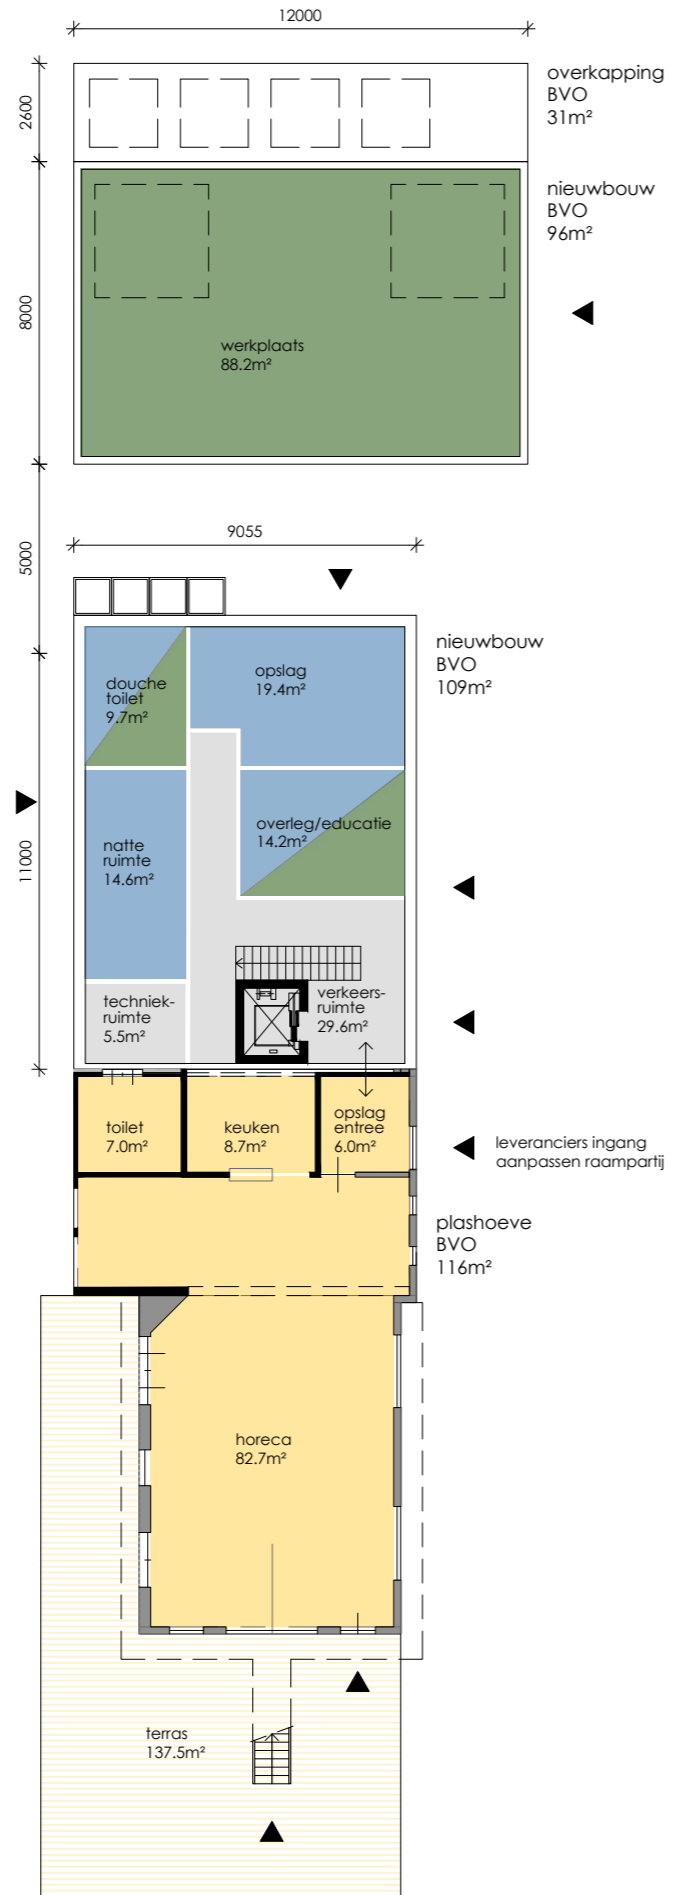 12000
overkapping
BVO
31m²
2600
nieuwbouw
BVO
96m²
8000
werkplaats
88.2m²
5000
9055
nieuwbouw
BVO
109m²
douche
toilet
9.7m²
opslag
19.4m²
overleg/educatie
14.2m²
natte
ruimte
14.6m²
11000
techniek-
ruimte
5.5m²
verkeers-
ruimte
29.6m²
toilet
7.0m²
keuken
8.7m²
opslag
entree
6.0m²
leveranciers ingang
aanpassen raampartij
plashoeve
BVO
116m²
horeca
82.7m²
terras
137.5m²